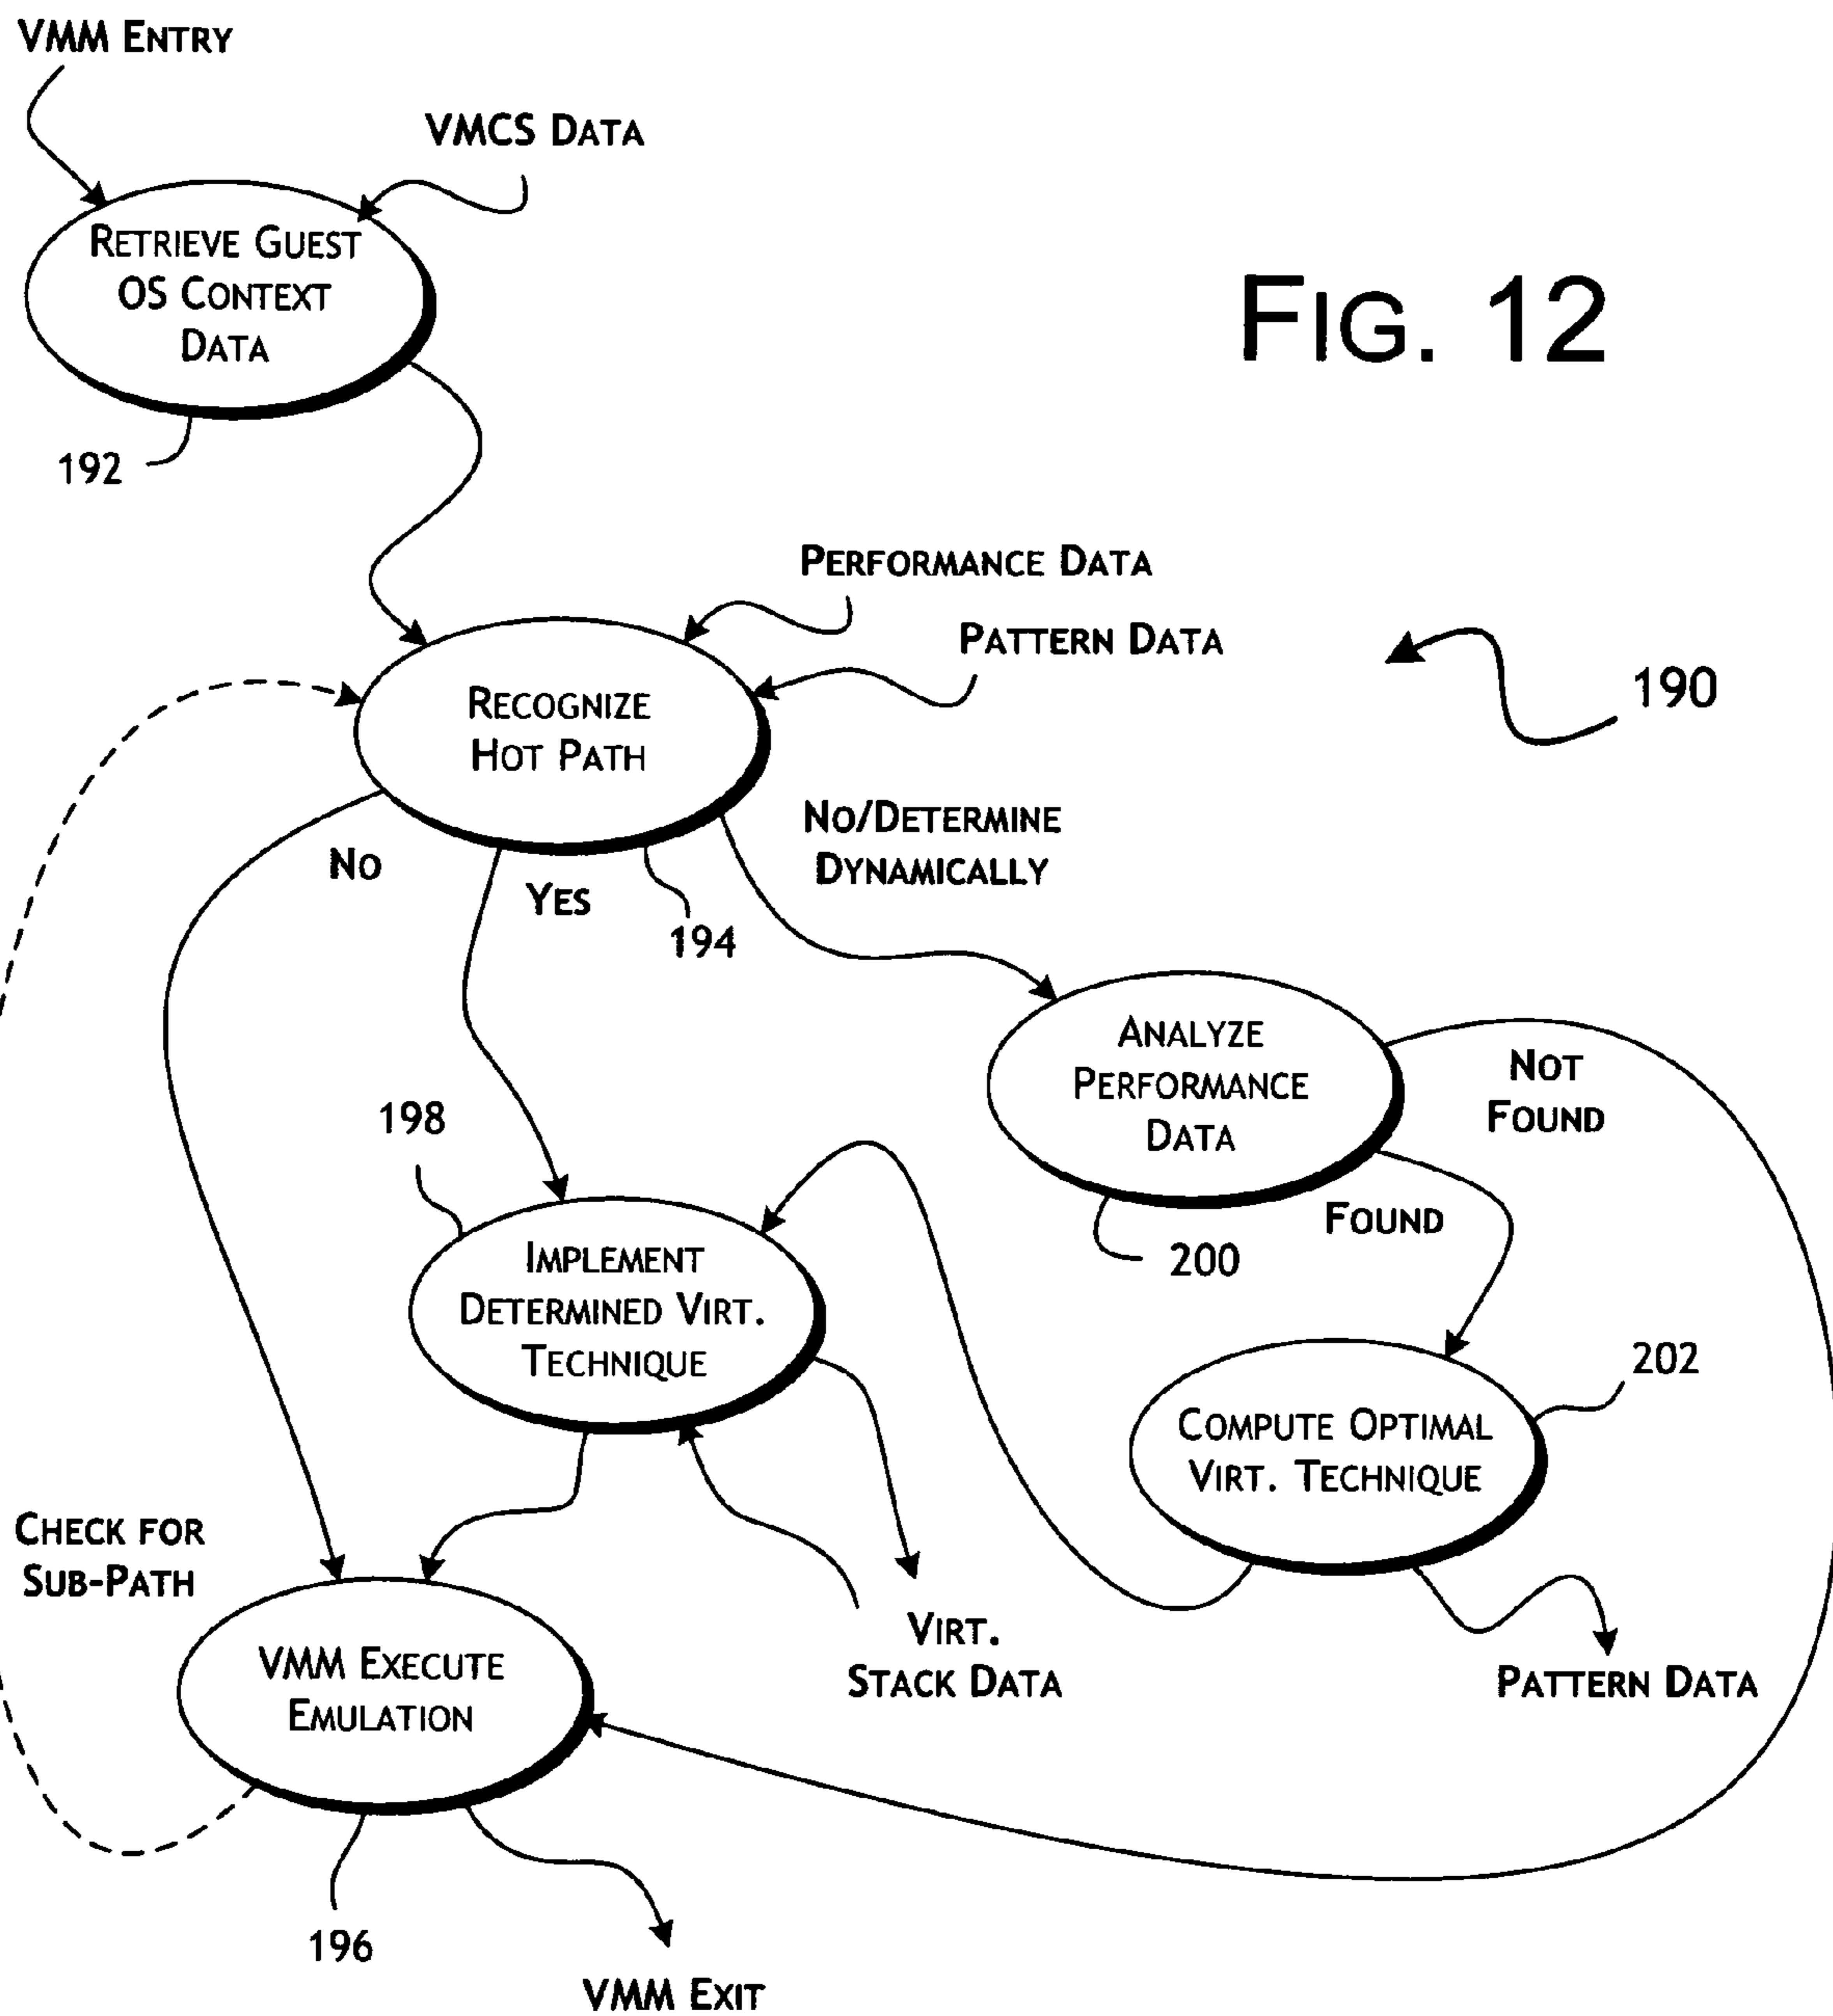 VMM ENTRY
VMCS DATA
RETRIEVE GUEST
OS CONTEXT
DATA
192
FIG. 12
PERFORMANCE DATA
PATTERN DATA
190
RECOGNIZE
HOT PATH
NO
YES
194
NO/DETERMINE
DYNAMICALLY
ANALYZE
PERFORMANCE
DATA
NOT
FOUND
FOUND
200
198
IMPLEMENT
DETERMINED VIRT.
TECHNIQUE
202
COMPUTE OPTIMAL
VIRT. TECHNIQUE
CHECK FOR
SUB-PATH
VMM EXECUTE
EMULATION
VIRT.
STACK DATA
PATTERN DATA
196
VMM EXIT